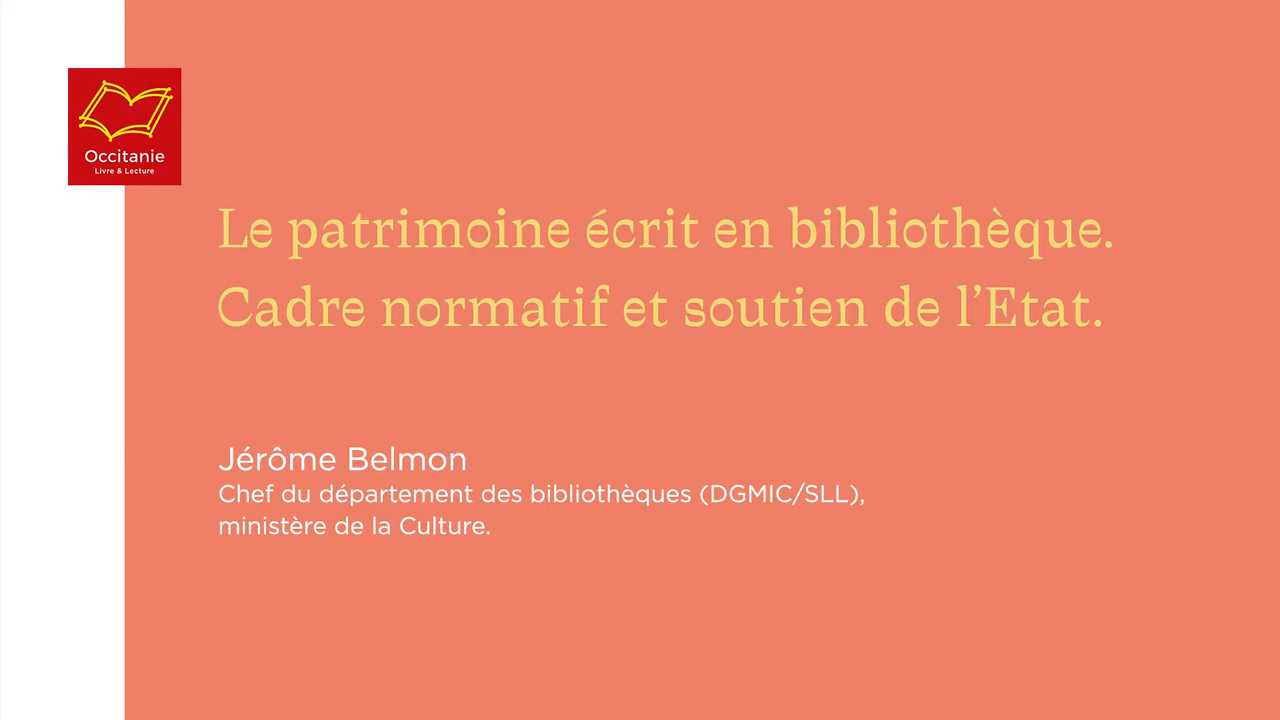 Occitanie
Livre & Lecture
Le patrimoine écrit en bibliothèque.
Cadre normatif et soutien de l’Etat.
Jérôme Belmon
Chef du département des bibliothèques (DGMIC/SLL),
ministère de la Culture.